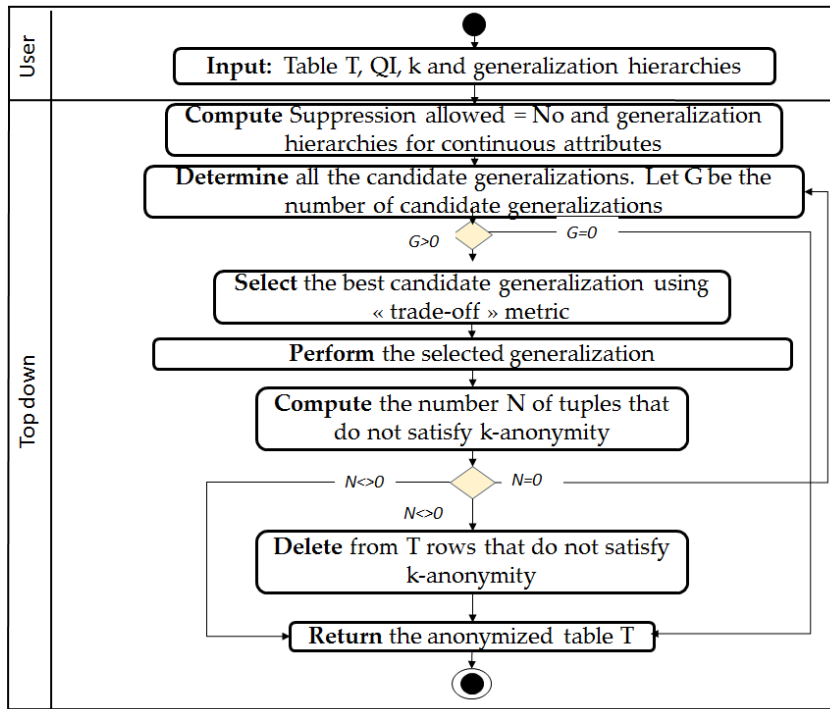 User
Input: Table T, QI, k and generalization hierarchies
Top down
Compute Suppression allowed = No and generalization
hierarchies for continuous attributes
Determine all the candidate generalizations. Let G be the
number of candidate generalizations
G>0
G=0
Select the best candidate generalization using
« trade-off » metric
Perform the selected generalization
Compute the number N of tuples that
do not satisfy k-anonymity
N<>0
N=0
N<>0
Delete from T rows that do not satisfy
k-anonymity
Return the anonymized table T